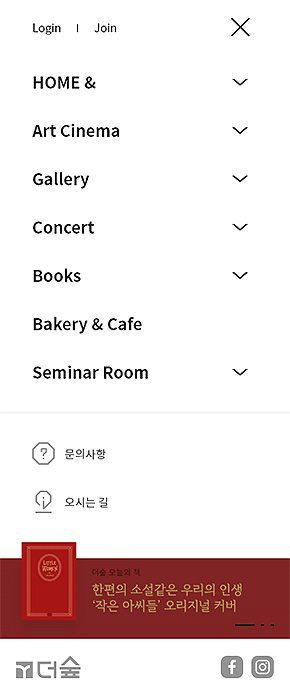 Login | Join
HOME &
Art Cinema
Gallery
Concert
Books
Bakery & Cafe
Seminar Room
문의사항
오시는 길
LITTLE
WOMEN
더숲 오늘의 책
한편의 소설같은 우리의 인생
‘작은 아씨들’ 오리지널 커버
더숲